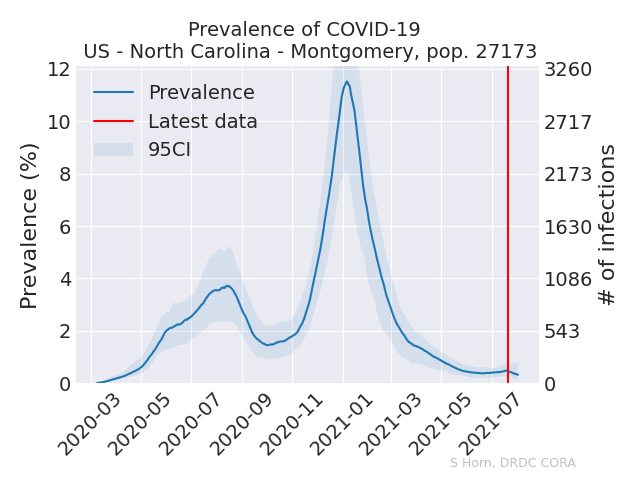 Prevalence of COVID-19
US - North Carolina - Montgomery, pop. 27173
Prevalence (%)
12
10
8
6
4
2
0
Prevalence
Latest data
95CI
3260
2717
2173
1630
1086
543
0
# of infections
2020-03
2020-05
2020-07
2020-09
2020-11
2021-01
2021-03
2021-05
2021-07
S Horn, DRDC CORA